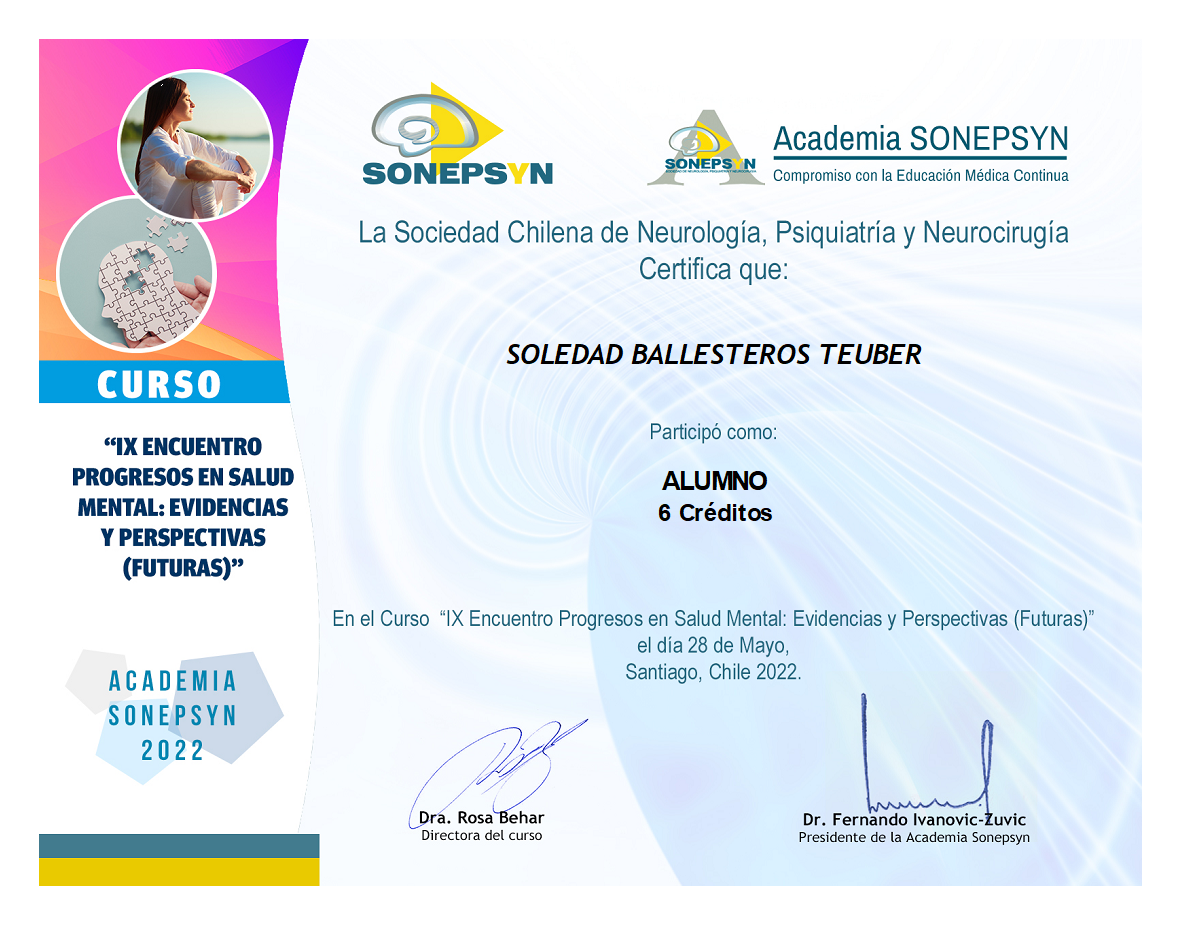 SONEPSYN
SONEPSYN
Academia SONEPSYN
Compromiso con la Educación Médica Continua
La Sociedad Chilena de Neurología, Psiquiatría y Neurocirugía
Certifica que:
SOLEDAD BALLESTEROS TEUBER
Participó como:
ALUMNO
6 Créditos
En el Curso “IX Encuentro Progresos en Salud Mental: Evidencias y Perspectivas (Futuras)”
el día 28 de Mayo,
Santiago, Chile 2022.
CURSO
“IX ENCUENTRO
PROGRESOS EN SALUD
MENTAL: EVIDENCIAS
Y PERSPECTIVAS
(FUTURAS)”
ACADEMIA
SONEPSYN
2022
Dra. Rosa Behar
Directora del curso
Dr. Fernando Ivanovic-Zuvic
Presidente de la Academia Sonepsyn